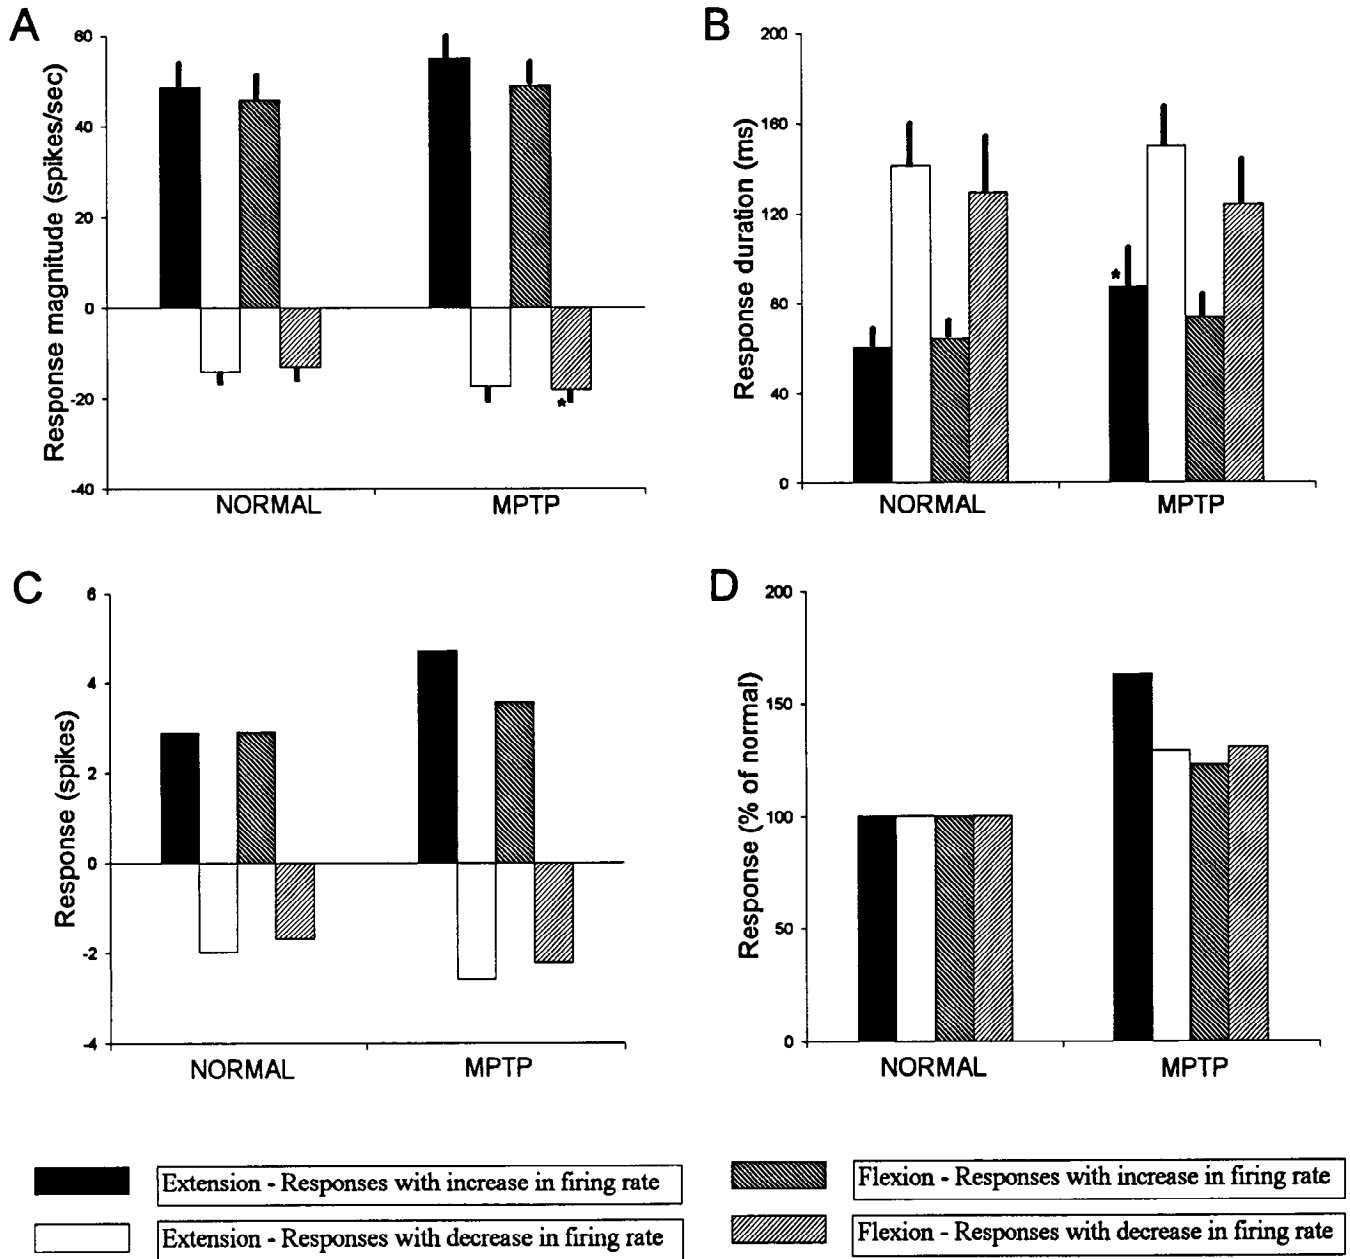 A
Response magnitude (spikes/sec)
60
40
20
0
-20
-40
*
NORMAL
MPTP
B
Response duration (ms)
200
160
120
80
40
0
*
NORMAL
MPTP
C
Response (spikes)
6
4
2
0
-2
-4
NORMAL
MPTP
D
Response (% of normal)
200
150
100
50
0
NORMAL
MPTP
Extension - Responses with increase in firing rate
Extension - Responses with decrease in firing rate
Flexion - Responses with increase in firing rate
Flexion - Responses with decrease in firing rate